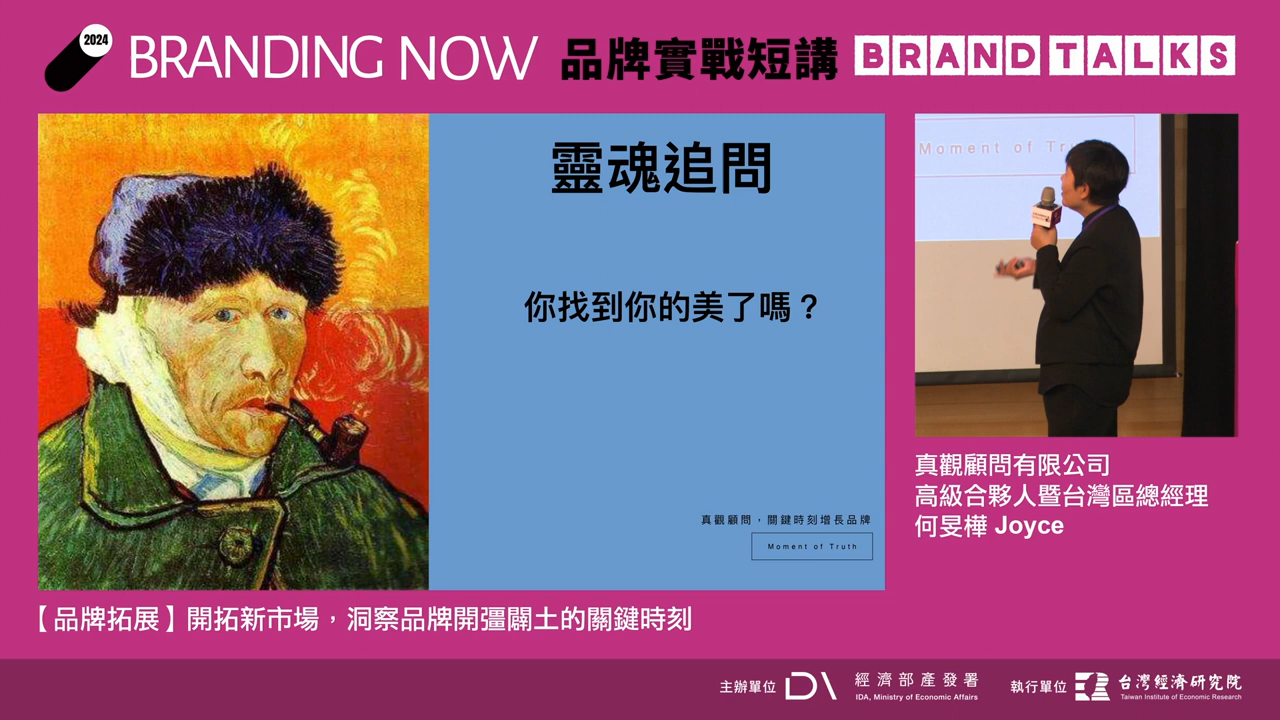 2024
BRANDING NOW 品牌實戰短講 BRAND TALKS
靈魂追問
你找到你的美了嗎？
真觀顧問，關鍵時刻增長品牌
Moment of Truth
Moment of Tr
真觀顧問有限公司
高級合夥人暨台灣區總經理
何旻樺 Joyce
【品牌拓展】開拓新市場，洞察品牌開彊闢土的關鍵時刻
主辦單位 IDA 經濟部產發署
IDA, Ministry of Economic Affairs
執行單位 台灣經濟研究院
Taiwan Institute of Economic Research